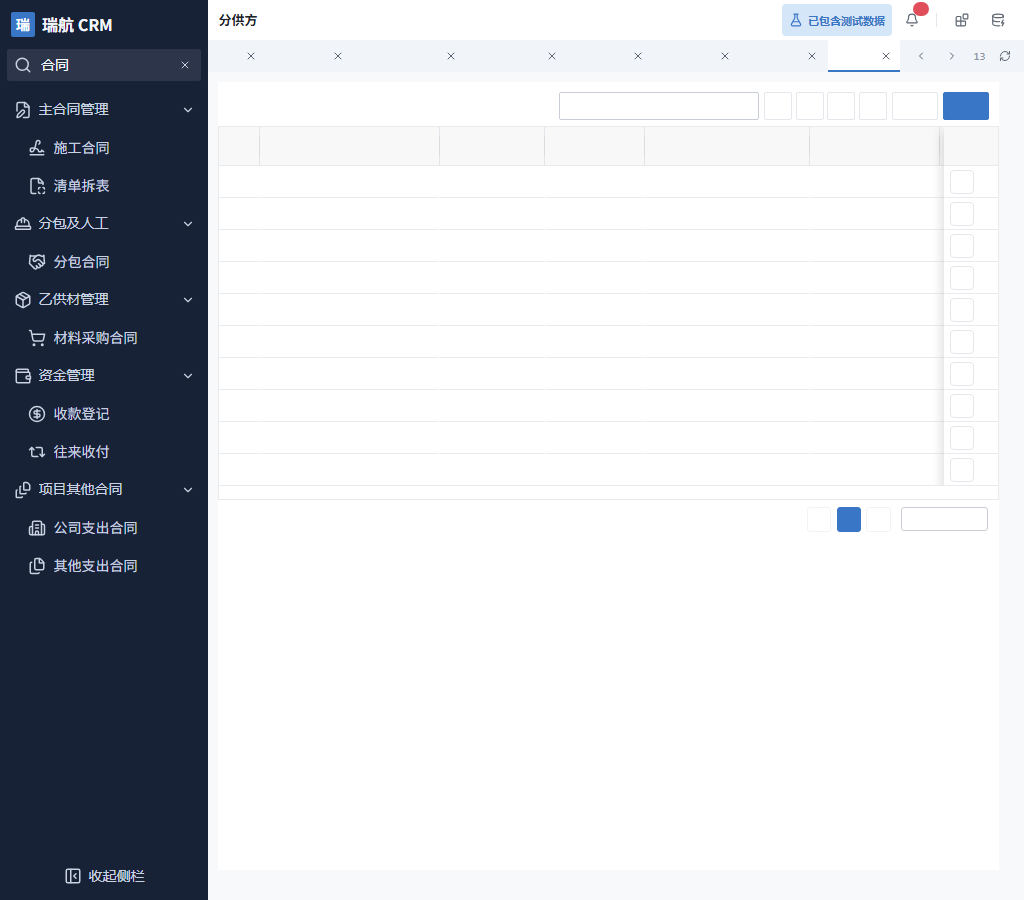 瑞 瑞航 CRM
合同
主合同管理
施工合同
清单拆表
分包及人工
分包合同
乙供材管理
材料采购合同
资金管理
收款登记
往来收付
项目其他合同
公司支出合同
其他支出合同
收起侧栏
分供方
已包含测试数据
13